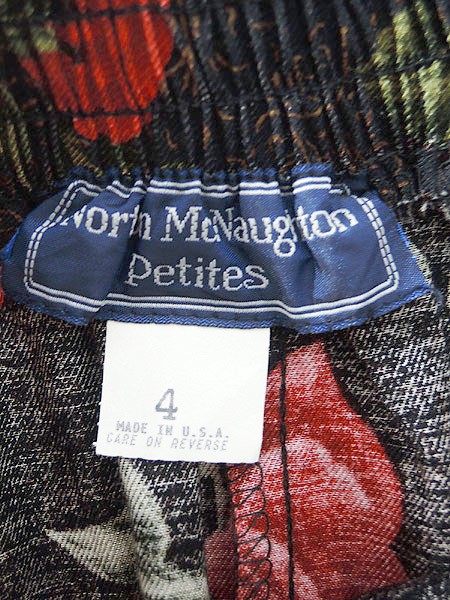 North McNaughton
Petites
4
MADE IN U.S.A.
CARE ON REVERSE